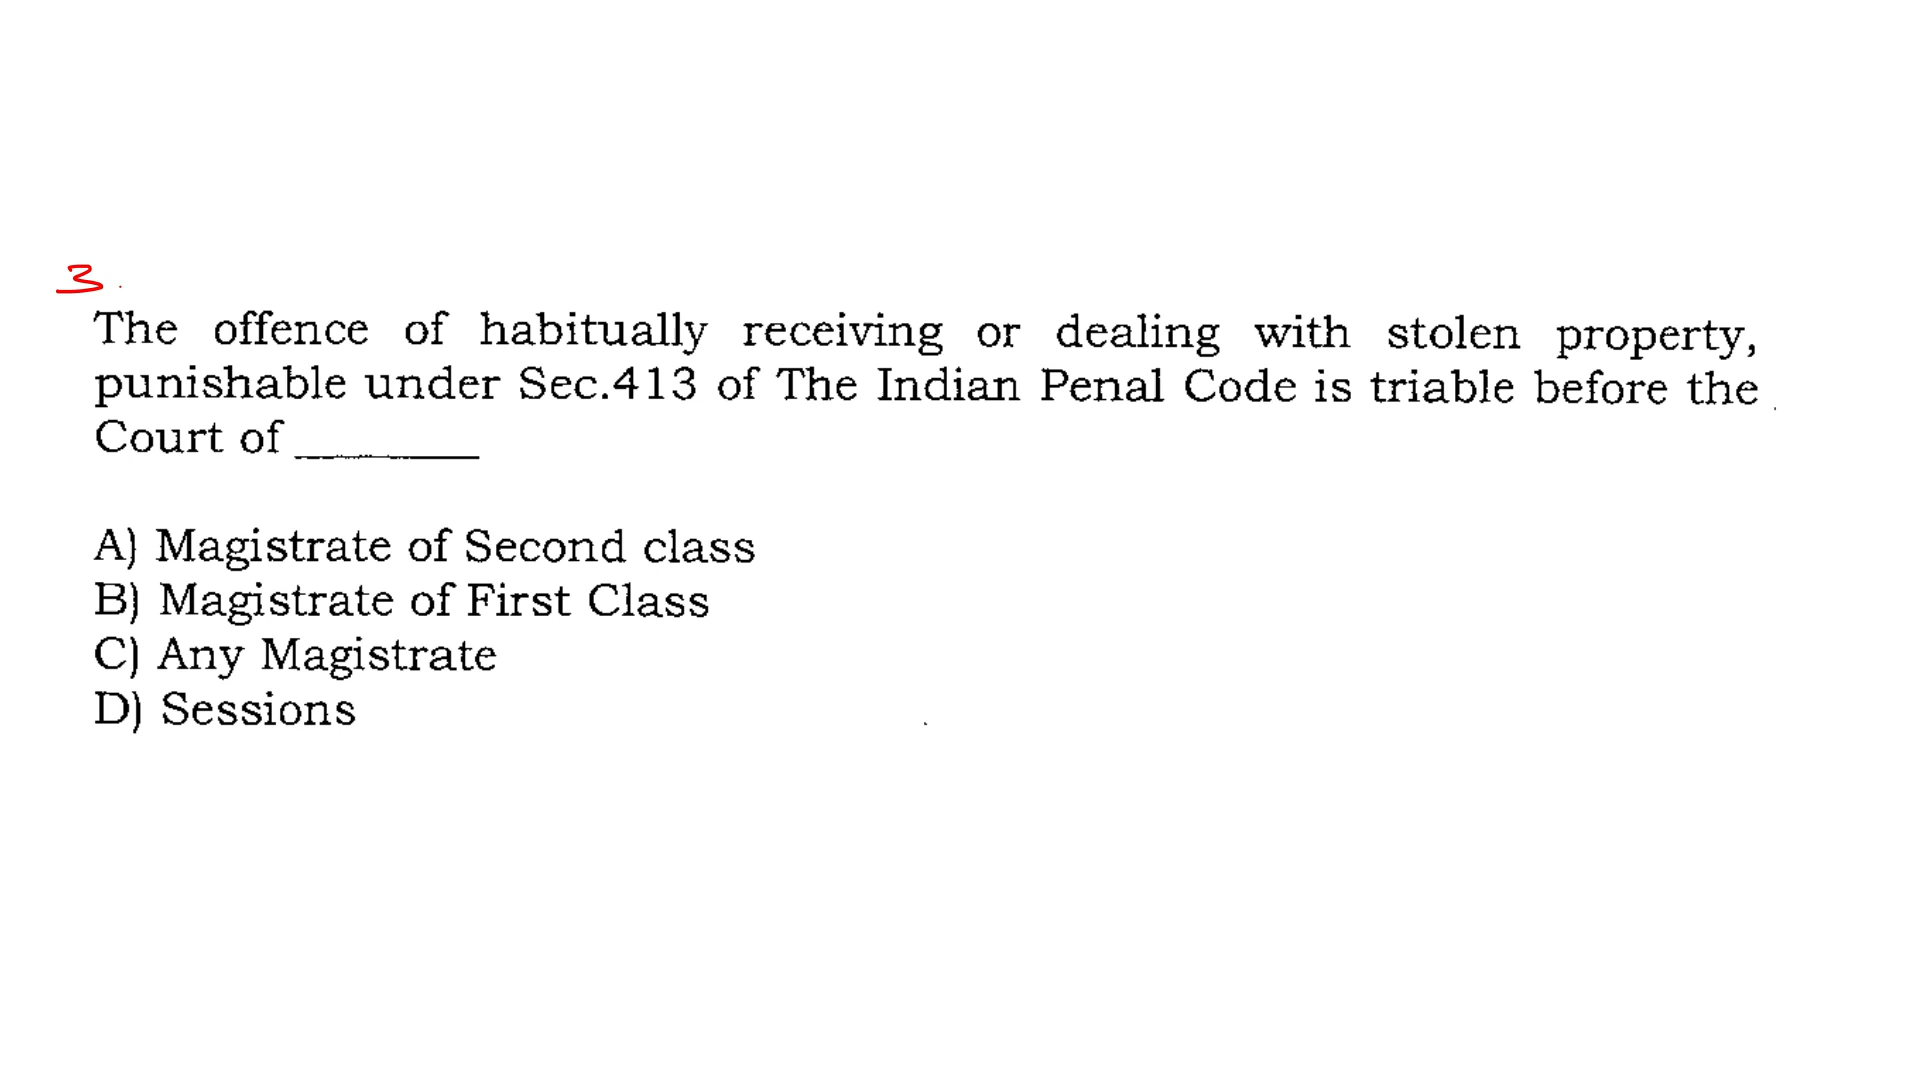 3.
The offence of habitually receiving or dealing with stolen property,
punishable under Sec.413 of The Indian Penal Code is triable before the
Court of ________
A) Magistrate of Second class
B) Magistrate of First Class
C) Any Magistrate
D) Sessions